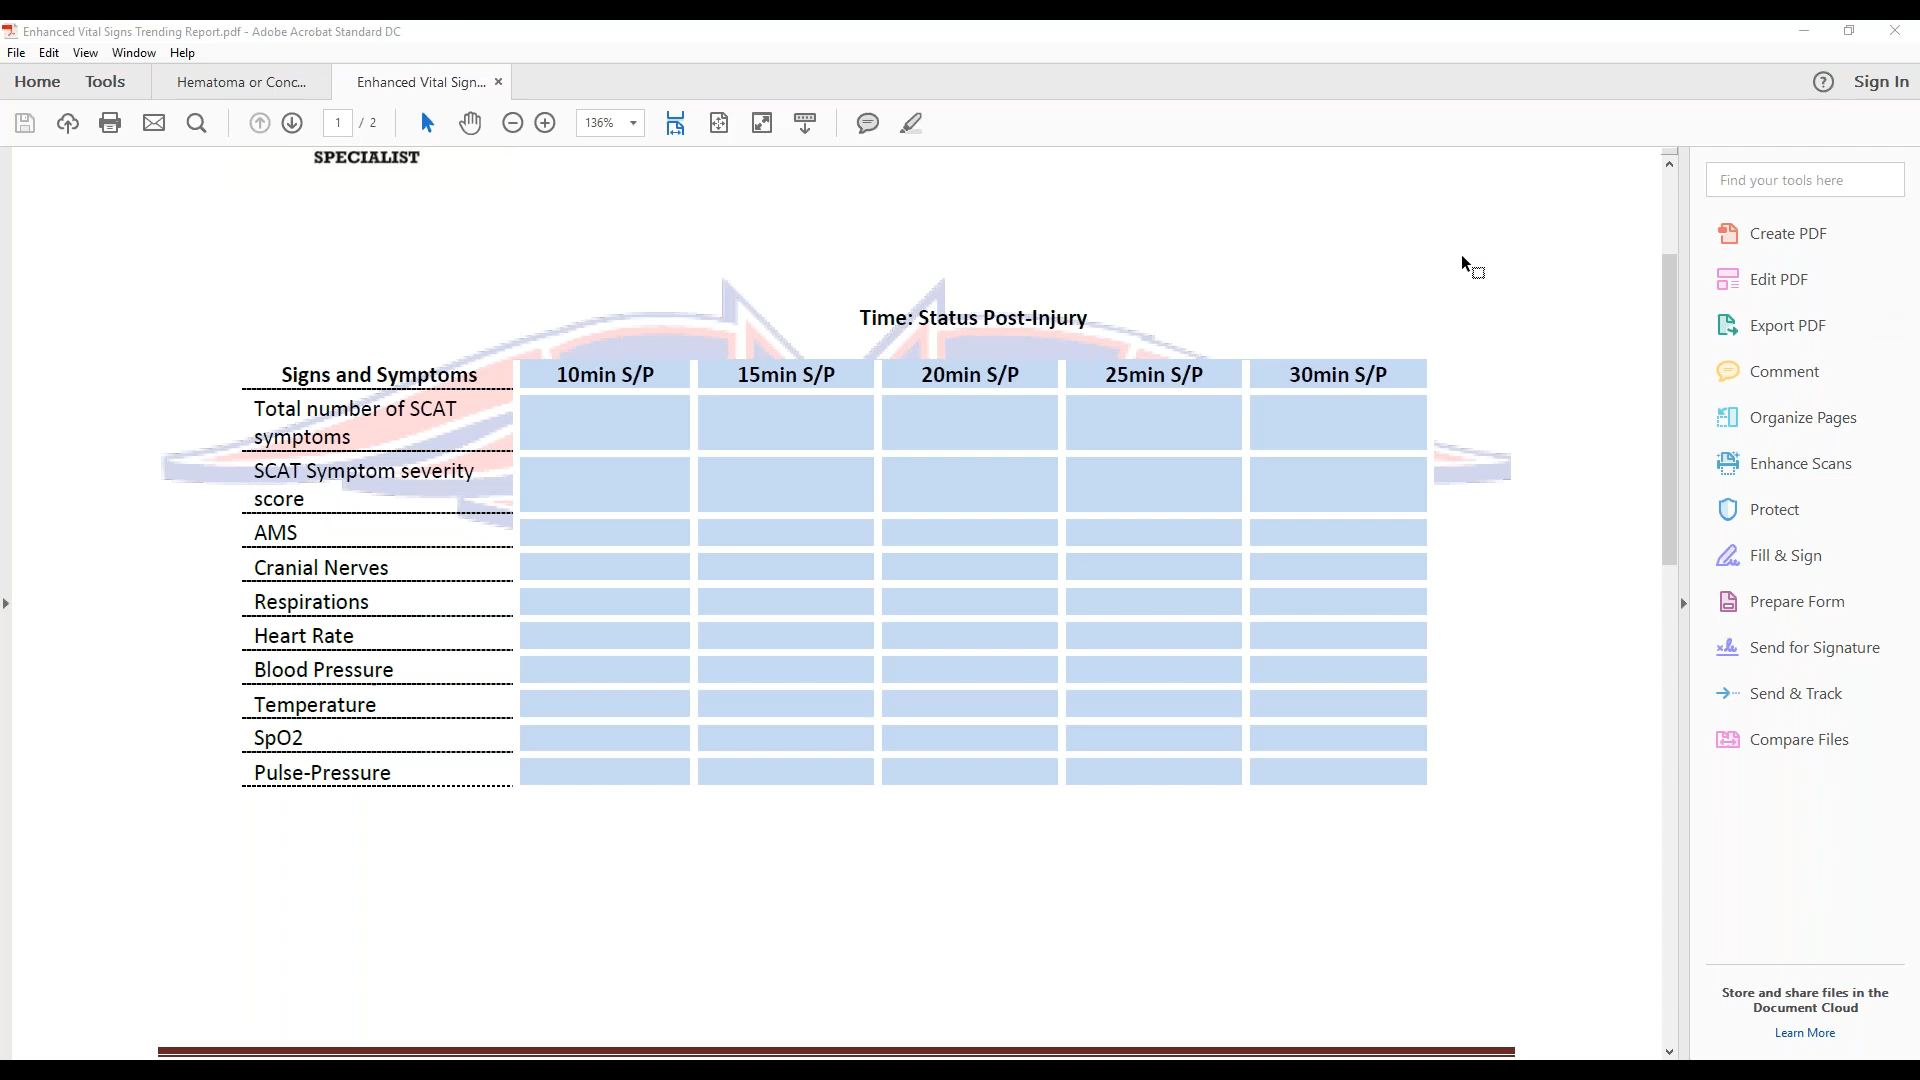 Enhanced Vital Signs Trending Report.pdf - Adobe Acrobat Standard DC
File Edit View Window Help
Home Tools Hematoma or Conc... Enhanced Vital Sign... × Sign In
1 / 2 136%
SPECIALIST
Find your tools here
Create PDF
Edit PDF
Export PDF
Comment
Organize Pages
Enhance Scans
Protect
Fill & Sign
Prepare Form
Send for Signature
Send & Track
Compare Files
Store and share files in the
Document Cloud
Learn More
Time: Status Post-Injury
Signs and Symptoms 10min S/P 15min S/P 20min S/P 25min S/P 30min S/P
Total number of SCAT
symptoms
SCAT Symptom severity
score
AMS
Cranial Nerves
Respirations
Heart Rate
Blood Pressure
Temperature
SpO2
Pulse-Pressure